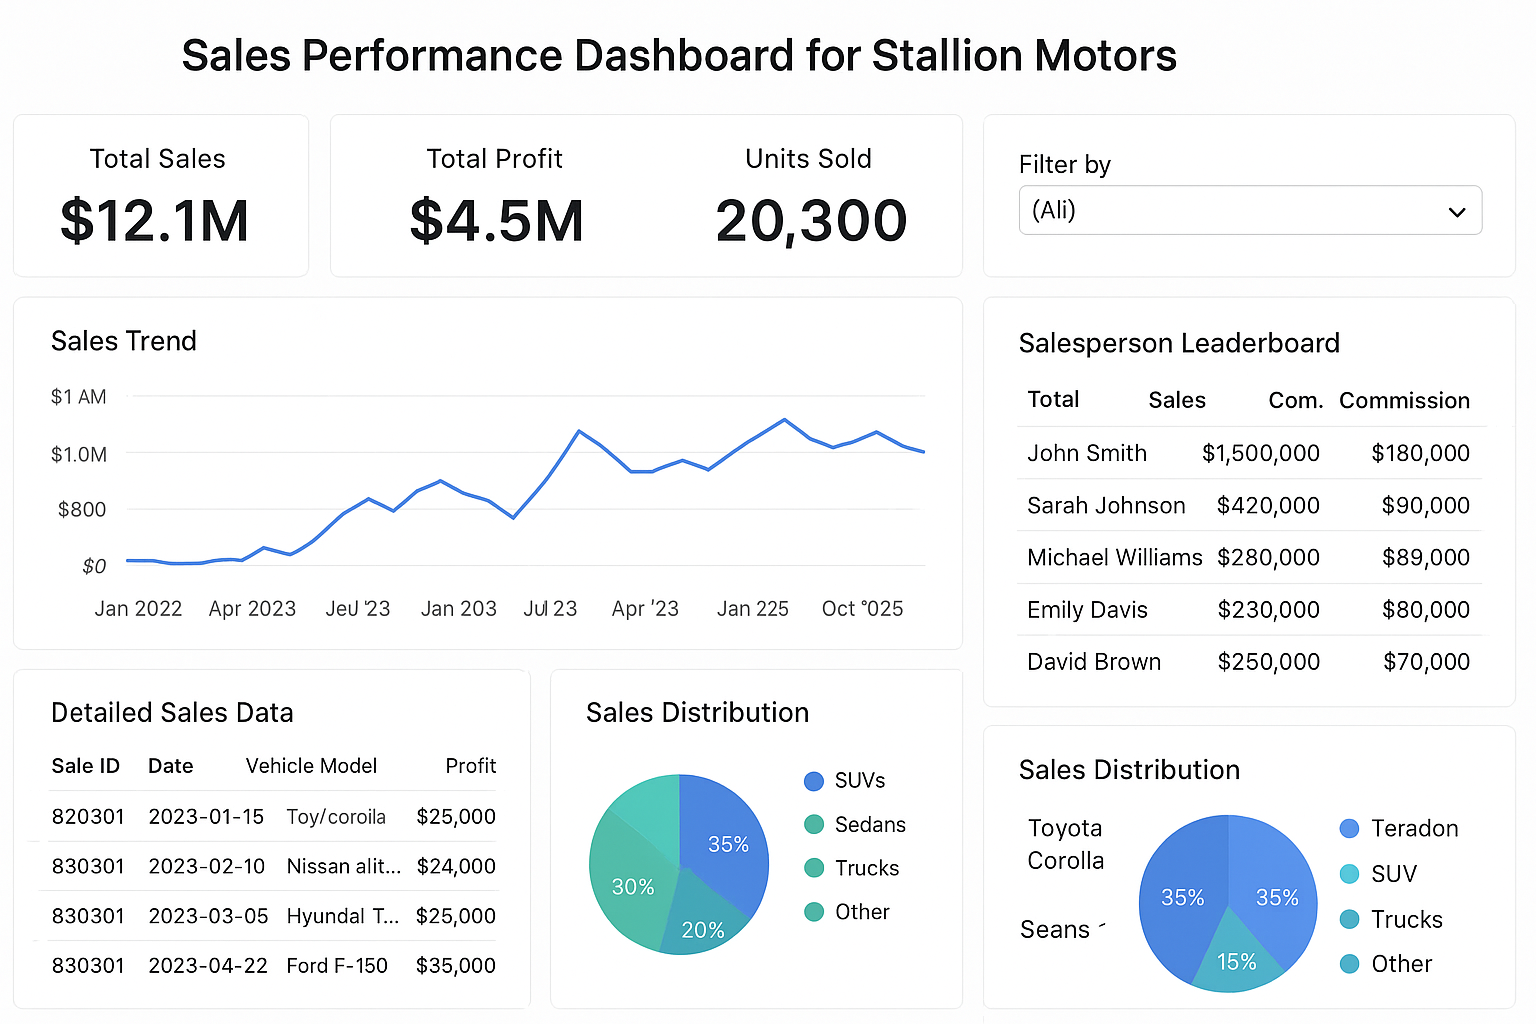 Sales Performance Dashboard for Stallion Motors
Total Sales
$12.1M
Total Profit
$4.5M
Units Sold
20,300
Filter by
(Ali)
Sales Trend
$1 AM
$1.0M
$800
$0
Jan 2022 Apr 2023 JeU '23 Jan 203 Jul 23 Apr '23 Jan 225 Oct °025
Salesperson Leaderboard
Total Sales Com. Commission
John Smith $1,500,000 $180,000
Sarah Johnson $420,000 $90,000
Michael Williams $280,000 $89,000
Emily Davis $230,000 $80,000
David Brown $250,000 $70,000
Detailed Sales Data
Sale ID Date Vehicle Model Profit
820301 2023-01-15 Toy/coroila $25,000
830301 2023-02-10 Nissan alit... $24,000
830301 2023-03-05 Hyundal T... $25,000
830301 2023-04-22 Ford F-150 $35,000
Sales Distribution
35%
30%
20%
SUVs
Sedans
Trucks
Other
Sales Distribution
Toyota
Corolla
Seans
35%
35%
15%
Teradon
SUV
Trucks
Other